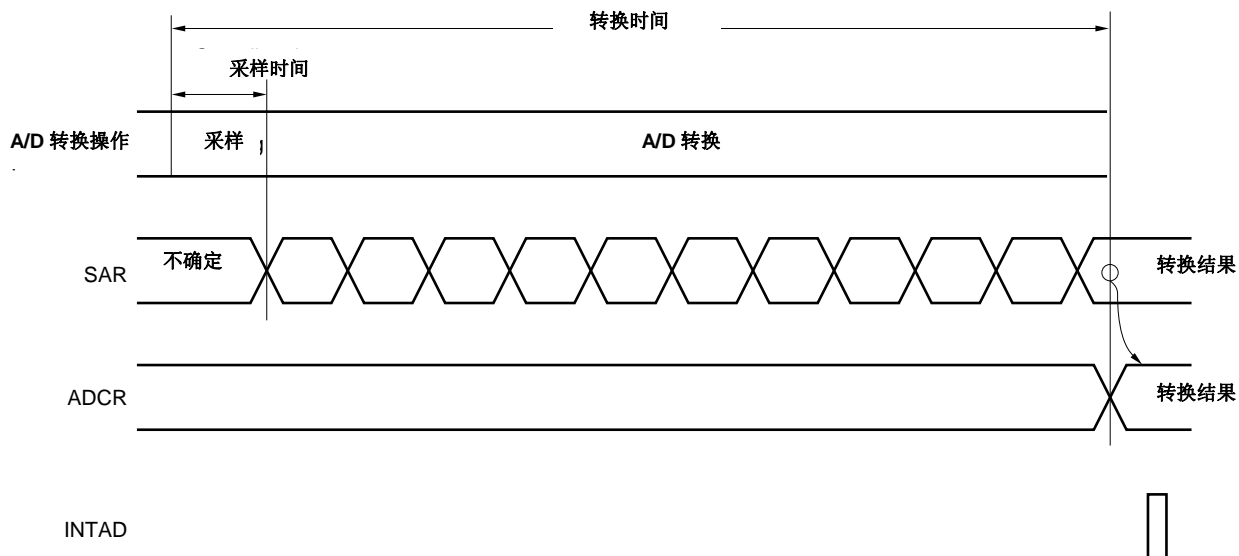 转换时间
采样时间
A/D 转换操作
采样
A/D 转换
SAR
不确定
转换结果
ADCR
转换结果
INTAD